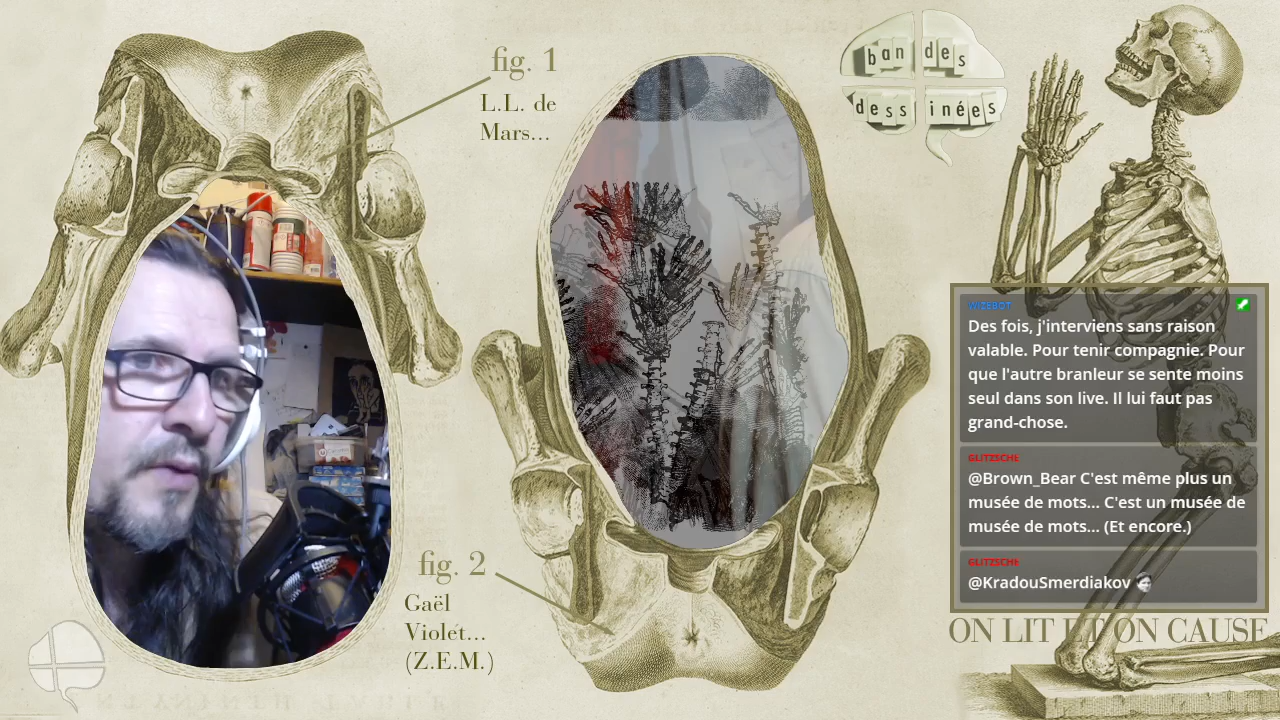 fig. 1
L.L. de
Mars...
ban des
dess inées
WIZEBOT
Des fois, j'interviens sans raison
valable. Pour tenir compagnie. Pour
que l'autre branleur se sente moins
seul dans son live. Il lui faut pas
grand-chose.
GLITZSCHE
@Brown_Bear C'est même plus un
musée de mots... C'est un musée de
musée de mots... (Et encore.)
GLITZSCHE
@KradouSmerdiakov
fig. 2
Gaël
Violet...
(Z.E.M.)
ON LIT ET ON CAUSE